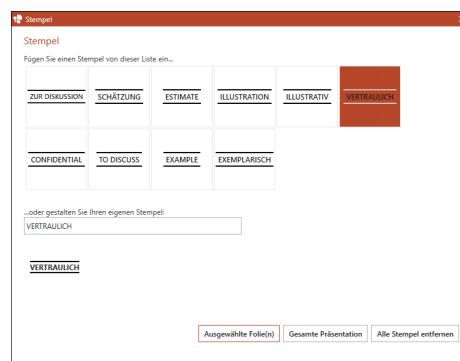 Stempel
Stempel
Fügen Sie einen Stempel von dieser Liste ein...
ZUR DISKUSSION SCHÄTZUNG ESTIMATE ILLUSTRATION ILLUSTRATIV VERTRAULICH
CONFIDENTIAL TO DISCUSS EXAMPLE EXEMPLARISCH
...oder gestalten Sie Ihren eigenen Stempel:
VERTRAULICH
VERTRAULICH
Ausgewählte Folie(n) Gesamte Präsentation Alle Stempel entfernen